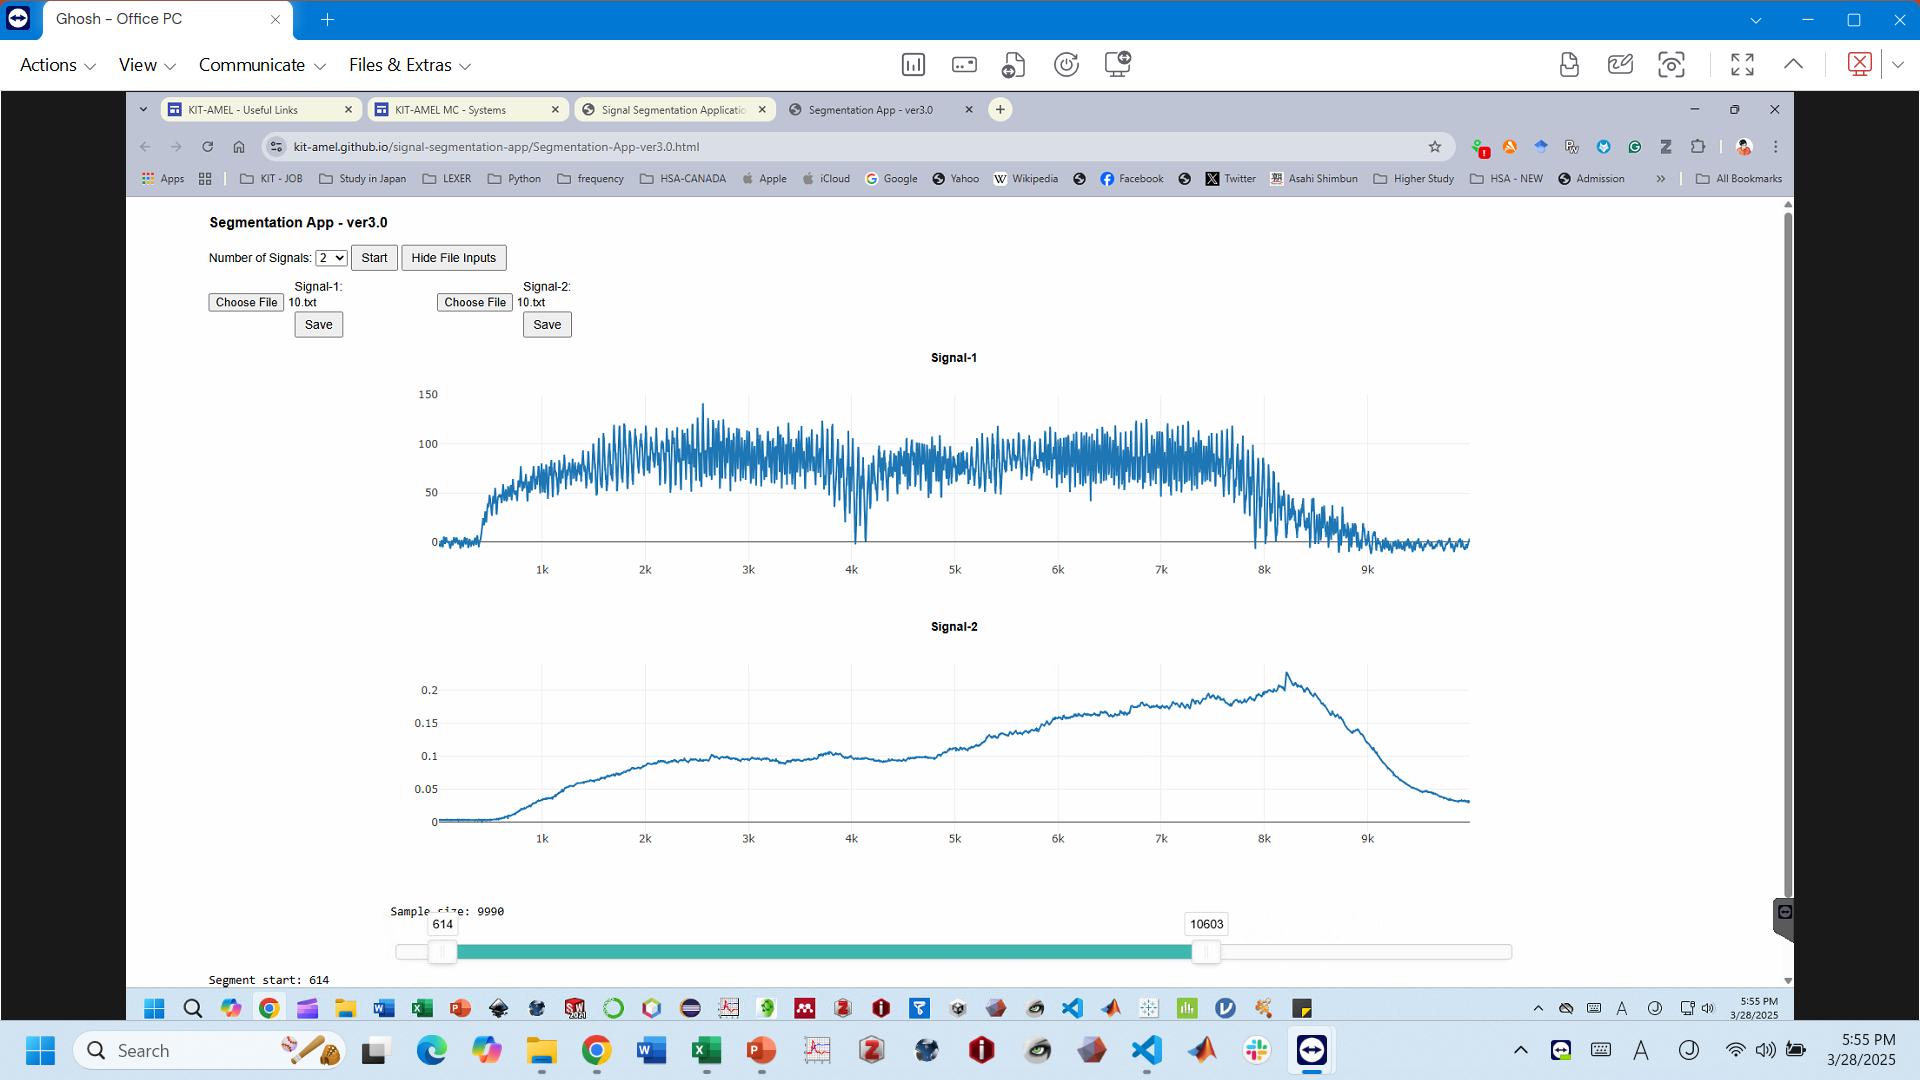 Ghosh - Office PC
Actions View Communicate Files & Extras
KIT-AMEL - Useful Links
KIT-AMEL MC - Systems
Signal Segmentation Applicatio
Segmentation App - ver3.0
kit-amel.github.io/signal-segmentation-app/Segmentation-App-ver3.0.html
Apps KIT - JOB Study in Japan LEXER Python frequency HSA-CANADA Apple iCloud Google Yahoo Wikipedia Facebook Twitter Asahi Shimbun Higher Study HSA - NEW Admission » All Bookmarks
Segmentation App - ver3.0
Number of Signals: 2 Start Hide File Inputs
Signal-1: Signal-2:
Choose File 10.txt Choose File 10.txt
Save Save
Signal-1
150
100
50
0
1k 2k 3k 4k 5k 6k 7k 8k 9k
Signal-2
0.2
0.15
0.1
0.05
0
1k 2k 3k 4k 5k 6k 7k 8k 9k
Sample size: 9990
614 10603
Segment start: 614
5:55 PM
3/28/2025
Search
5:55 PM
3/28/2025